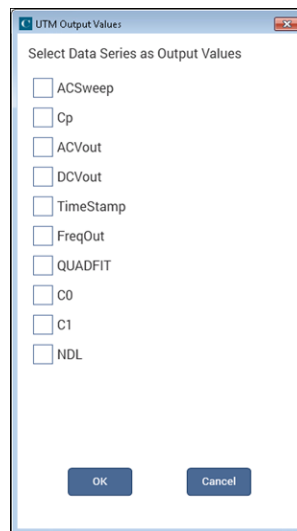 UTM Output Values
Select Data Series as Output Values
ACSweep
Cp
ACVout
DCVout
TimeStamp
FreqOut
QUADFIT
C0
C1
NDL
OK
Cancel